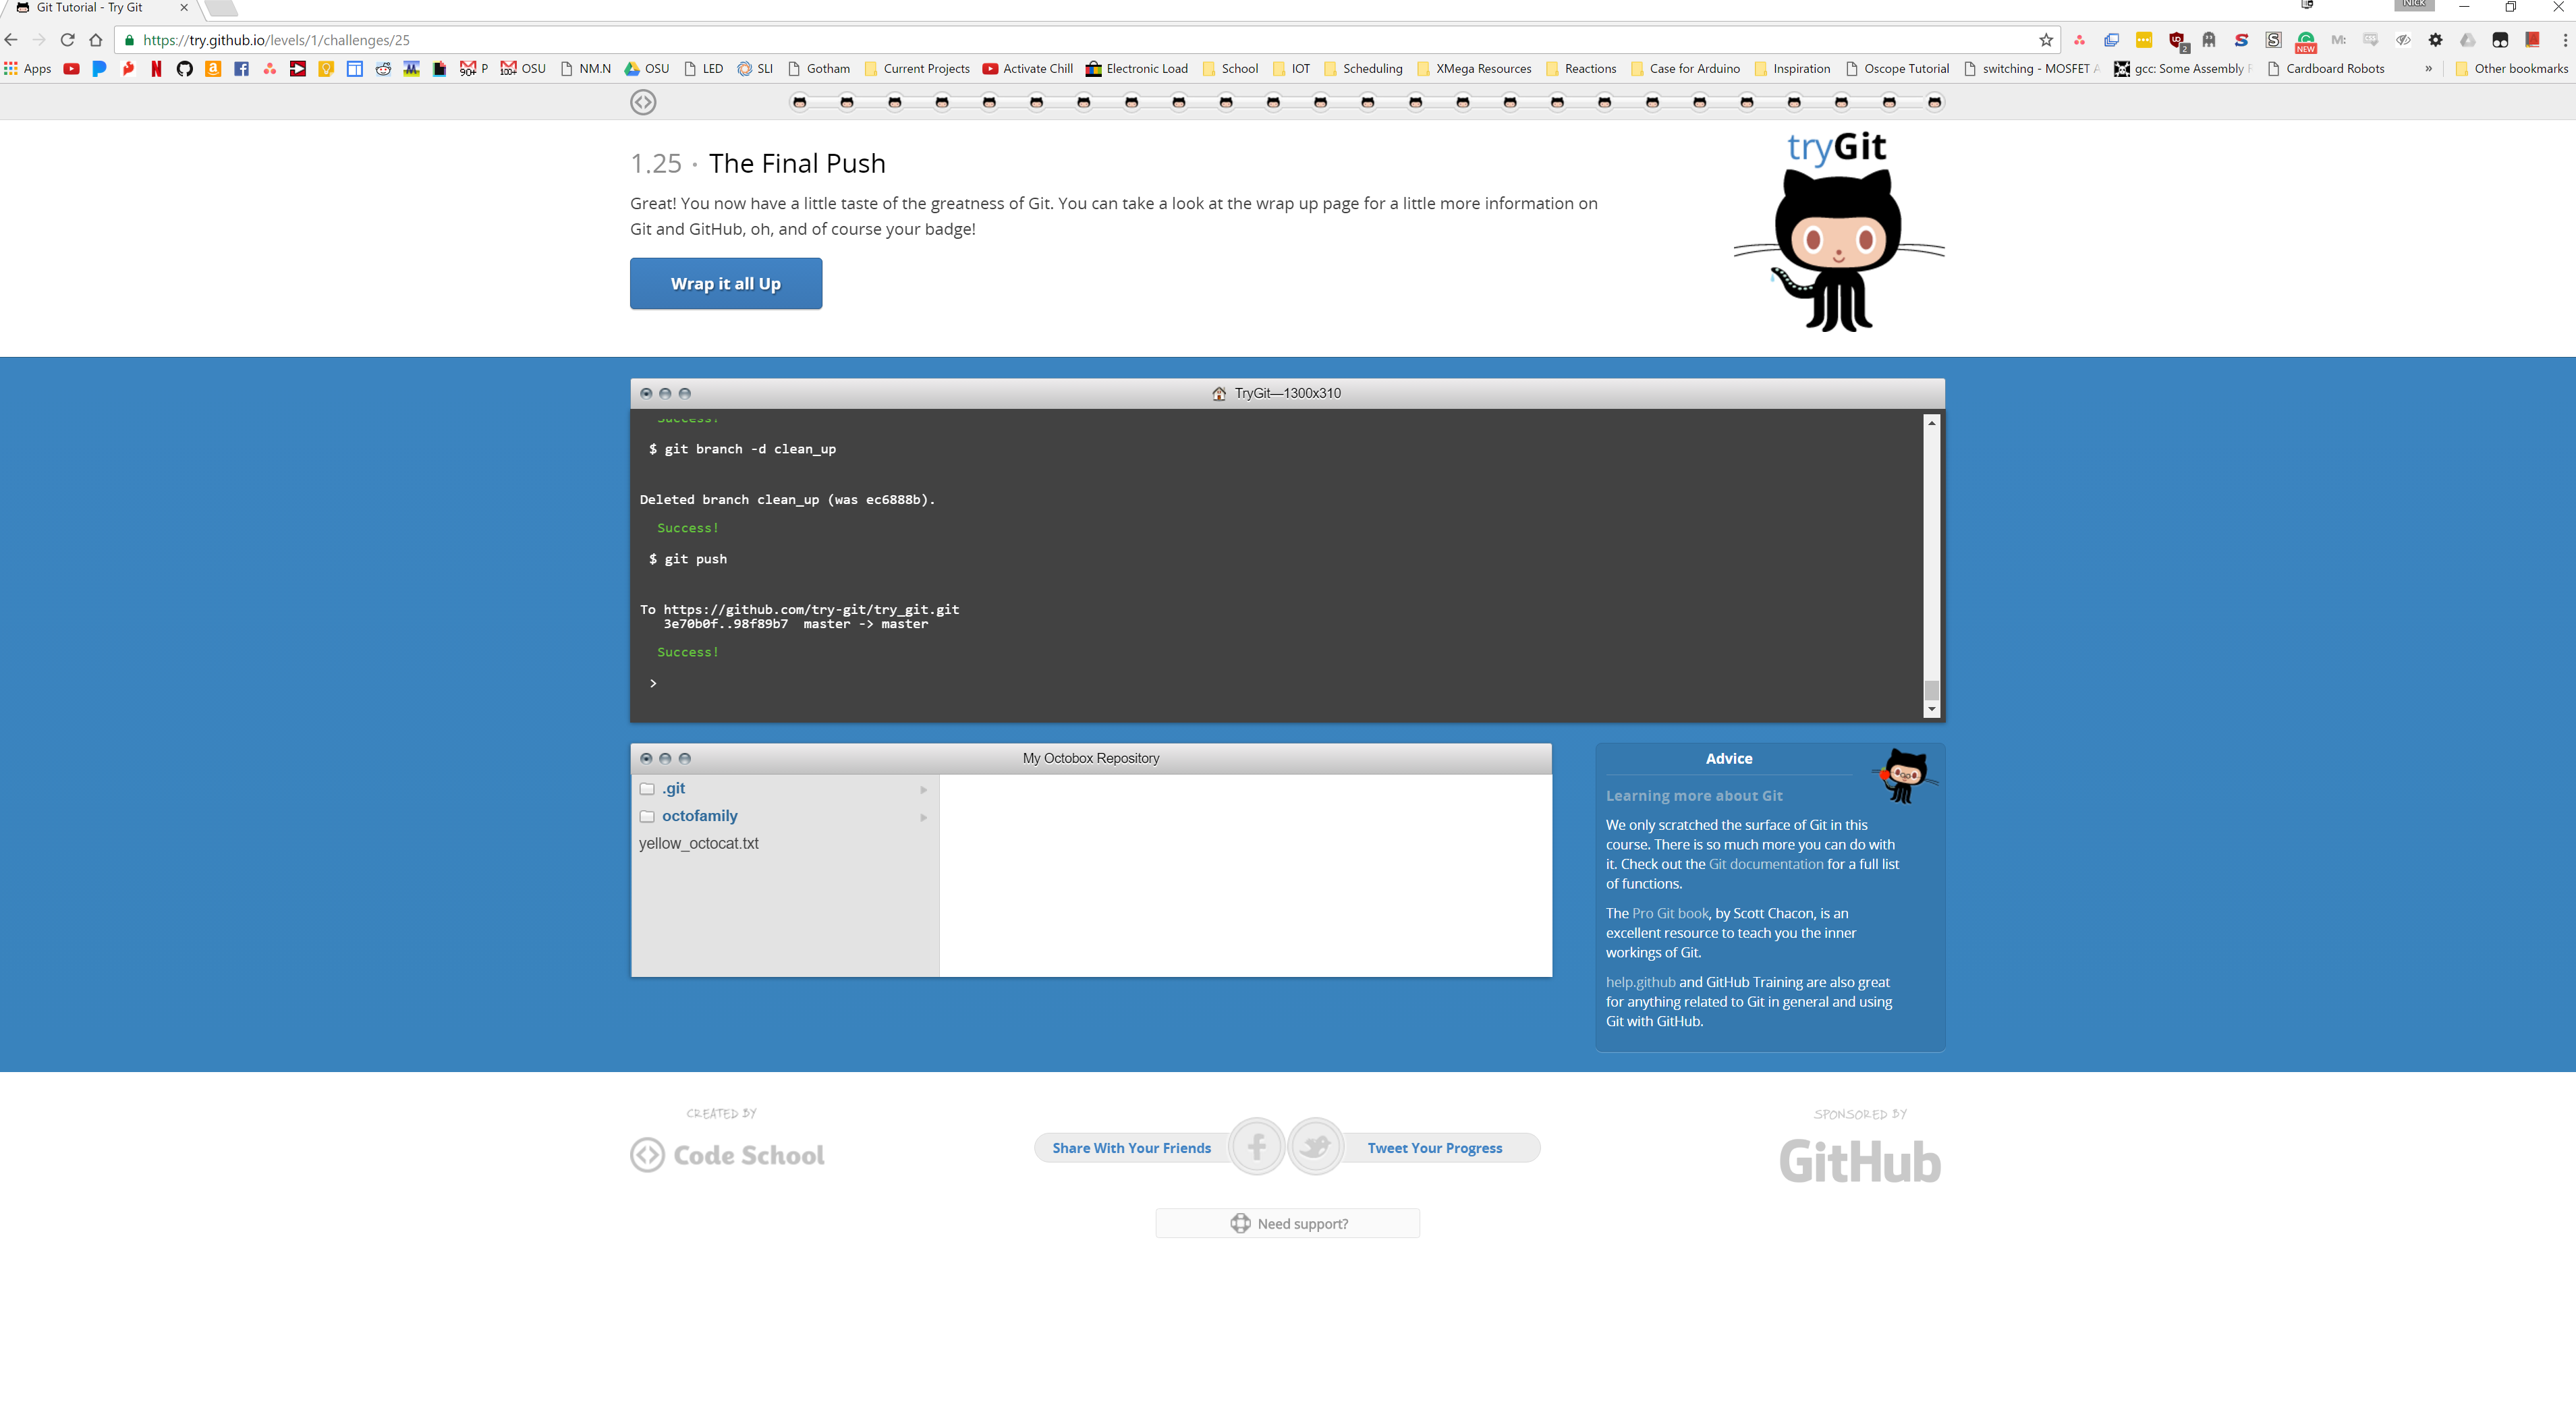 Git Tutorial - Try Git
Nick
https://try.github.io/levels/1/challenges/25
2
NEW
M:
Apps
90+ P
100+ OSU
NM.N
OSU
LED
SLI
Gotham
Current Projects
Activate Chill
Electronic Load
School
IOT
Scheduling
XMega Resources
Reactions
Case for Arduino
Inspiration
Oscope Tutorial
switching - MOSFET
gcc: Some Assembly
Cardboard Robots
»
Other bookmarks
tryGit
1.25 · The Final Push
Great! You now have a little taste of the greatness of Git. You can take a look at the wrap up page for a little more information on
Git and GitHub, oh, and of course your badge!
Wrap it all Up
TryGit—1300x310
Success!
$ git branch -d clean_up
Deleted branch clean_up (was ec6888b).
Success!
$ git push
To https://github.com/try-git/try_git.git
3e70b0f..98f89b7  master -> master
Success!
>
My Octobox Repository
.git
octofamily
yellow_octocat.txt
Advice
Learning more about Git
We only scratched the surface of Git in this
course. There is so much more you can do with
it. Check out the Git documentation for a full list
of functions.
The Pro Git book, by Scott Chacon, is an
excellent resource to teach you the inner
workings of Git.
help.github and GitHub Training are also great
for anything related to Git in general and using
Git with GitHub.
CREATED BY
Code School
Share With Your Friends
Tweet Your Progress
SPONSORED BY
GitHub
Need support?